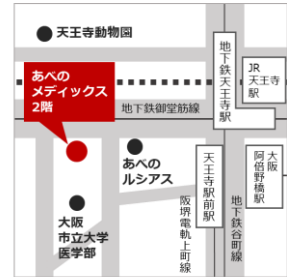 天王寺動物園
あべの
メディックス
2階
地下鉄御堂筋線
地下鉄天王寺駅
JR
天王寺
駅
あべの
ルシアス
天王寺駅前駅
大阪
阿倍野橋駅
大阪
市立大学
医学部
阪堺電軌上町線
地下鉄谷町線